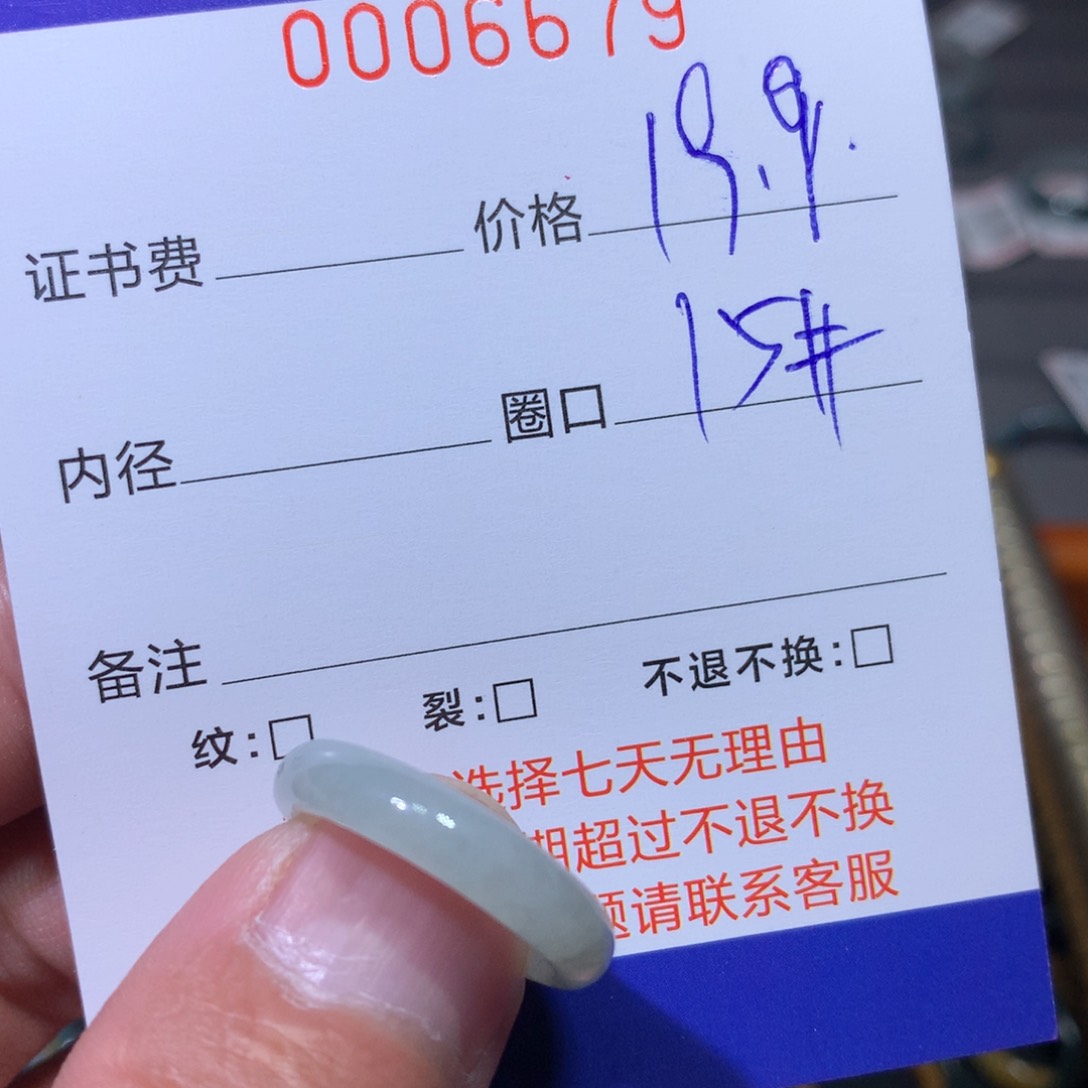 0006679
证书费 价格 19.9.
内径 圈口 15#
备注
纹:□ 裂:□ 不退不换:□
选择七天无理由
期超过不退不换
题请联系客服